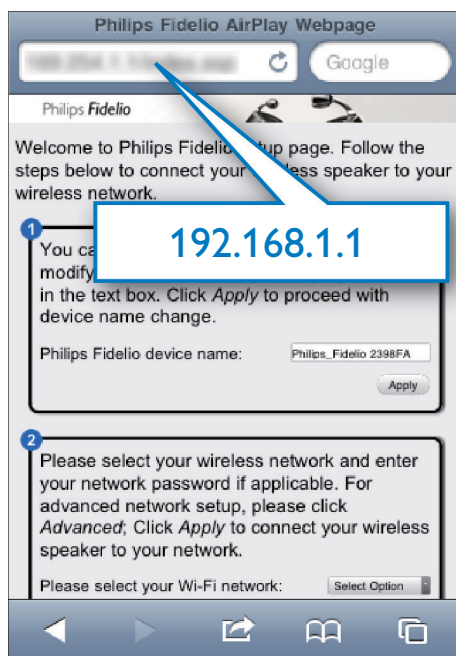 Philips Fidelio AirPlay Webpage
Google
Philips Fidelio
Welcome to Philips Fidelio page. Follow the
steps below to connect your speaker to your
wireless network.
192.168.1.1
1
You
modify
in the text box. Click Apply to proceed with
device name change.
Philips Fidelio device name: Philips_Fidelio 2398FA
Apply
2
Please select your wireless network and enter
your network password if applicable. For
advanced network setup, please click
Advanced; Click Apply to connect your wireless
speaker to your network.
Please select your Wi-Fi network: Select Option